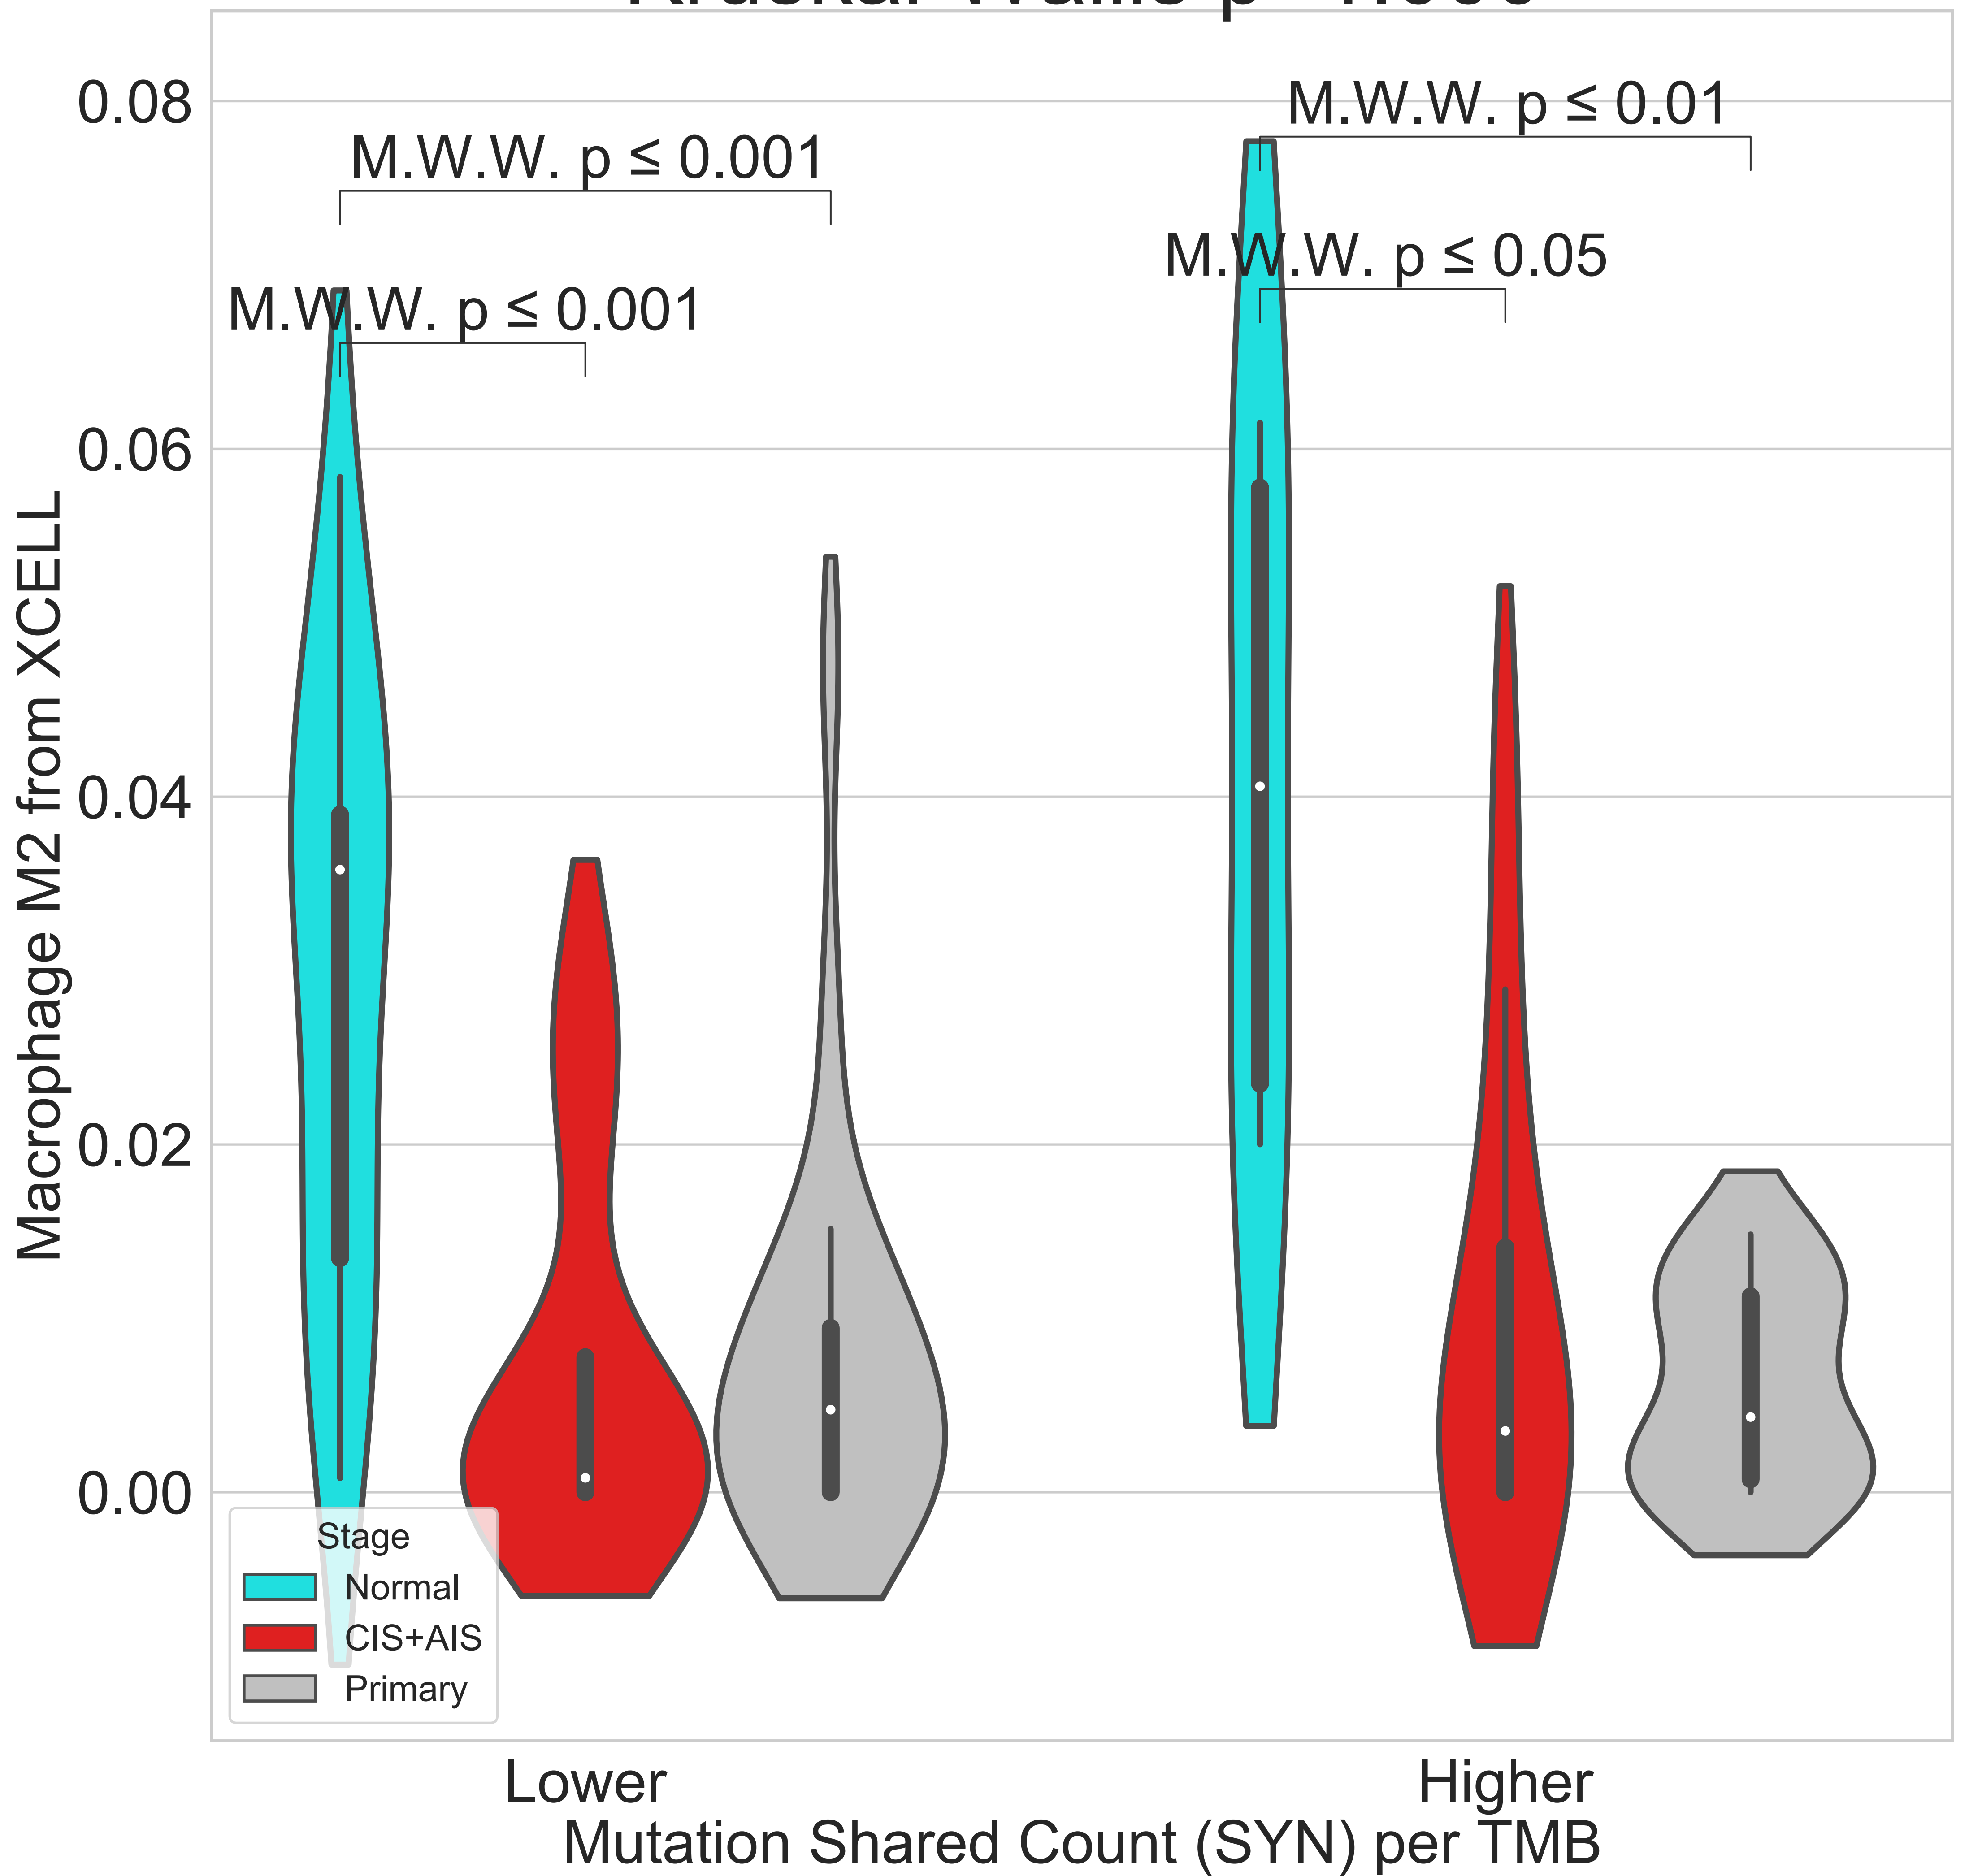 0.08
0.06
0.04
0.02
0.00
Macrophage M2 from XCELL
M.W.W. p ≤ 0.001
M.W.W. p ≤ 0.001
M.W.W. p ≤ 0.01
M.W.W. p ≤ 0.05
Stage
Normal
CIS+AIS
Primary
Lower
Higher
Mutation Shared Count (SYN) per TMB